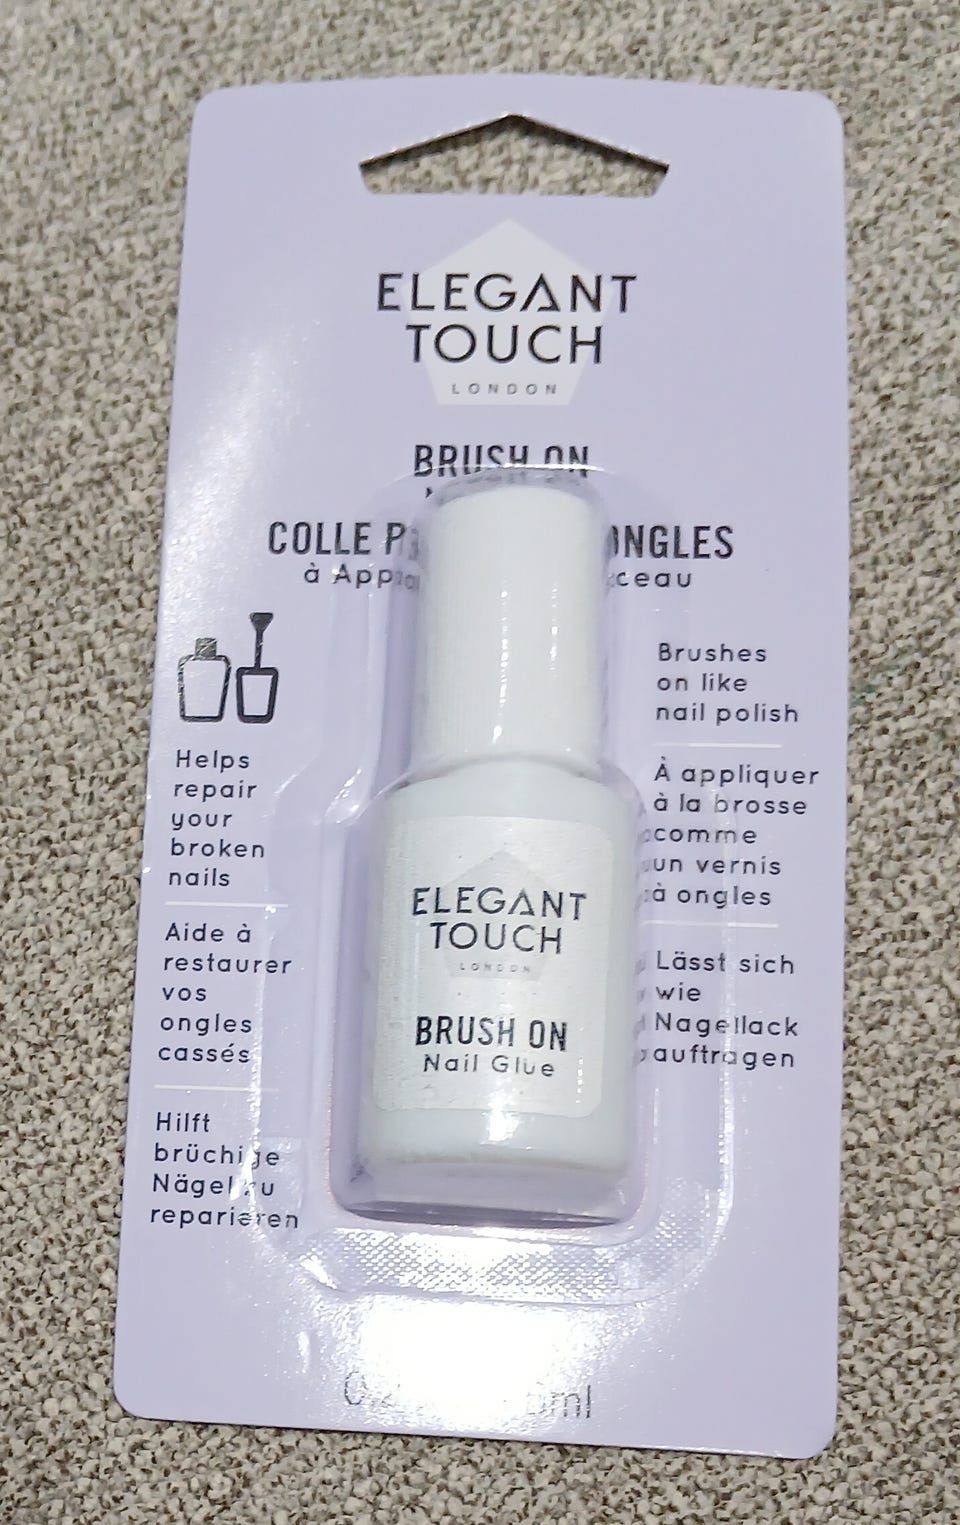 ELEGANT
TOUCH
LONDON
BRUSH ON
COLLE ONGLES
à
Helps
repair
your
broken
nails
Aide à
restaurer
vos
ongles
cassés
Hilft
brüchige
Nägel zu
reparieren
Brushes
on like
nail polish
À appliquer
à la brosse
comme
un vernis
à ongles
Lässt sich
wie
Nagellack
auftragen
ELEGANT
TOUCH
LONDON
BRUSH ON
Nail Glue